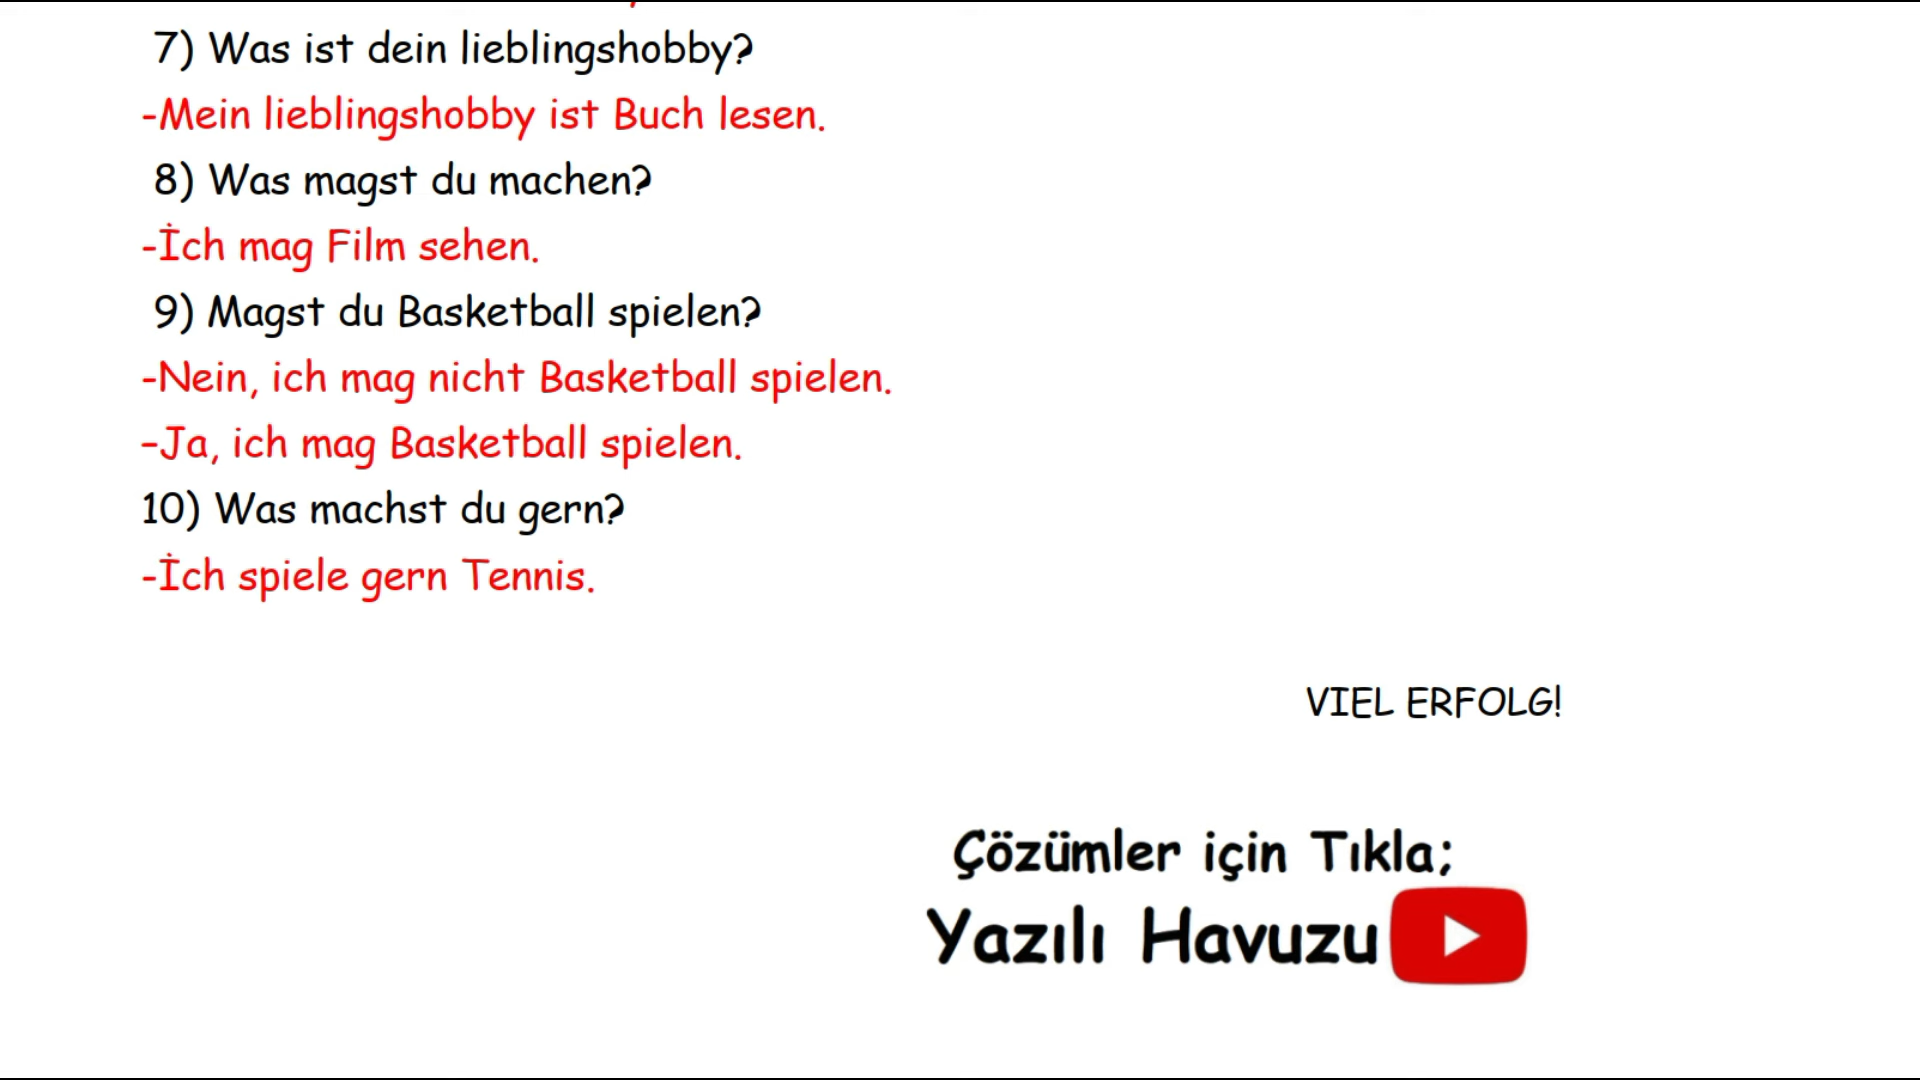 7) Was ist dein lieblingshobby?
-Mein lieblingshobby ist Buch lesen.
8) Was magst du machen?
-İch mag Film sehen.
9) Magst du Basketball spielen?
-Nein, ich mag nicht Basketball spielen.
-Ja, ich mag Basketball spielen.
10) Was machst du gern?
-İch spiele gern Tennis.
VIEL ERFOLG!
Çözümler için Tıkla;
Yazılı Havuzu